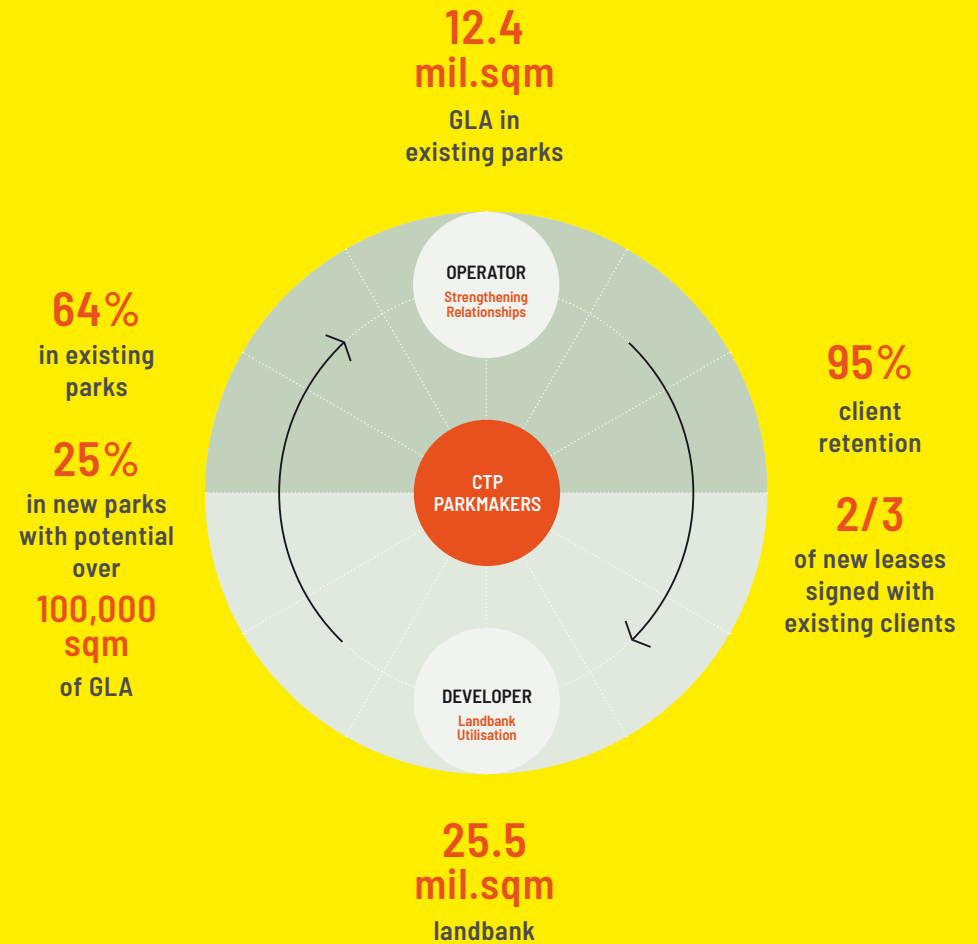 12.4
mil.sqm
GLA in
existing parks
OPERATOR
Strengthening
Relationships
64%
in existing
parks
25%
in new parks
with potential
over
100,000
sqm
of GLA
CTP
PARKMAKERS
95%
client
retention
2/3
of new leases
signed with
existing clients
DEVELOPER
Landbank
Utilisation
25.5
mil.sqm
landbank